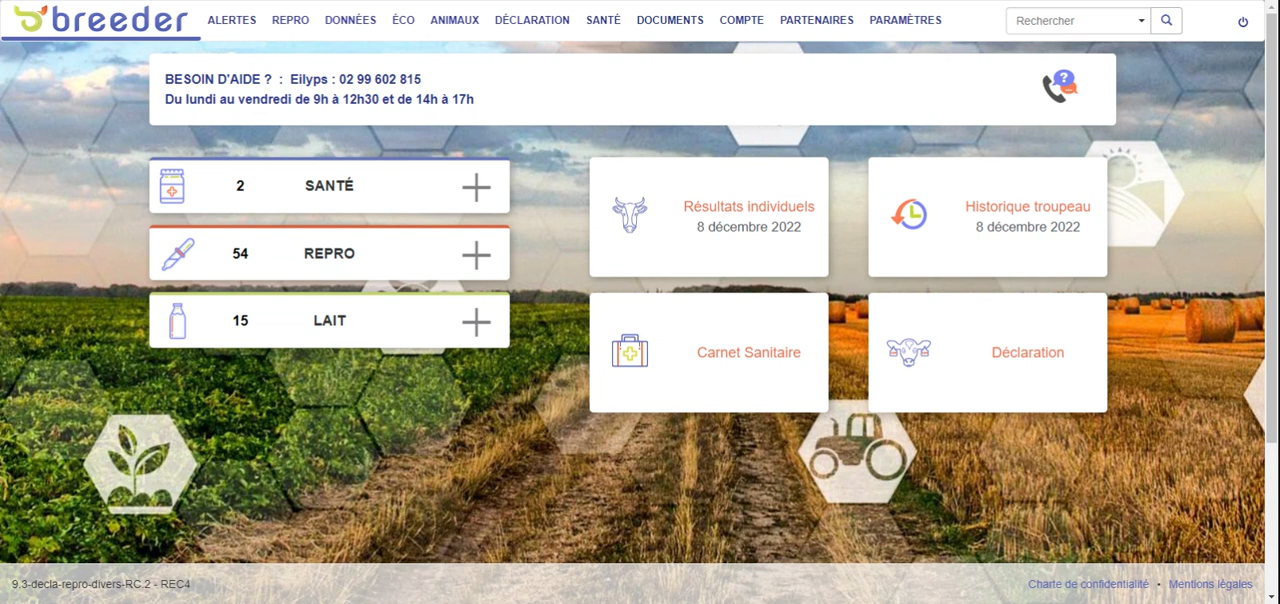 breeder
ALERTES REPRO DONNÉES ÉCO ANIMAUX DÉCLARATION SANTÉ DOCUMENTS COMPTE PARTENAIRES PARAMÈTRES
Rechercher
BESOIN D'AIDE ? : Eilyps : 02 99 602 815
Du lundi au vendredi de 9h à 12h30 et de 14h à 17h
2 SANTÉ
54 REPRO
15 LAIT
Résultats individuels
8 décembre 2022
Historique troupeau
8 décembre 2022
Carnet Sanitaire
Déclaration
9.3-decla-repro-divers-RC.2 - REC4
Charte de confidentialité • Mentions légales